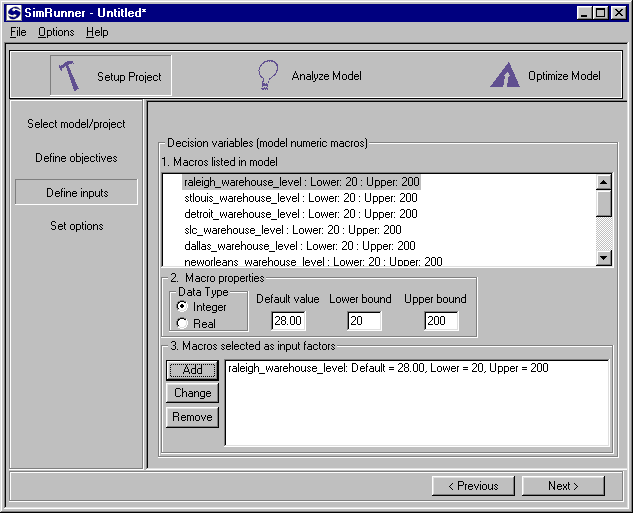 SimRunner - Untitled*
File Options Help
Setup Project
Analyze Model
Optimize Model
Select model/project
Define objectives
Define inputs
Set options
Decision variables (model numeric macros)
1. Macros listed in model
raleigh_warehouse_level : Lower: 20 : Upper: 200
stlouis_warehouse_level : Lower: 20 : Upper: 200
detroit_warehouse_level : Lower: 20 : Upper: 200
slc_warehouse_level : Lower: 20 : Upper: 200
dallas_warehouse_level : Lower: 20 : Upper: 200
neworleans_warehouse_level : Lower: 20 : Upper: 200
2. Macro properties
Data Type
Integer
Real
Default value
28.00
Lower bound
20
Upper bound
200
3. Macros selected as input factors
Add
Change
Remove
raleigh_warehouse_level: Default = 28.00, Lower = 20, Upper = 200
< Previous
Next >